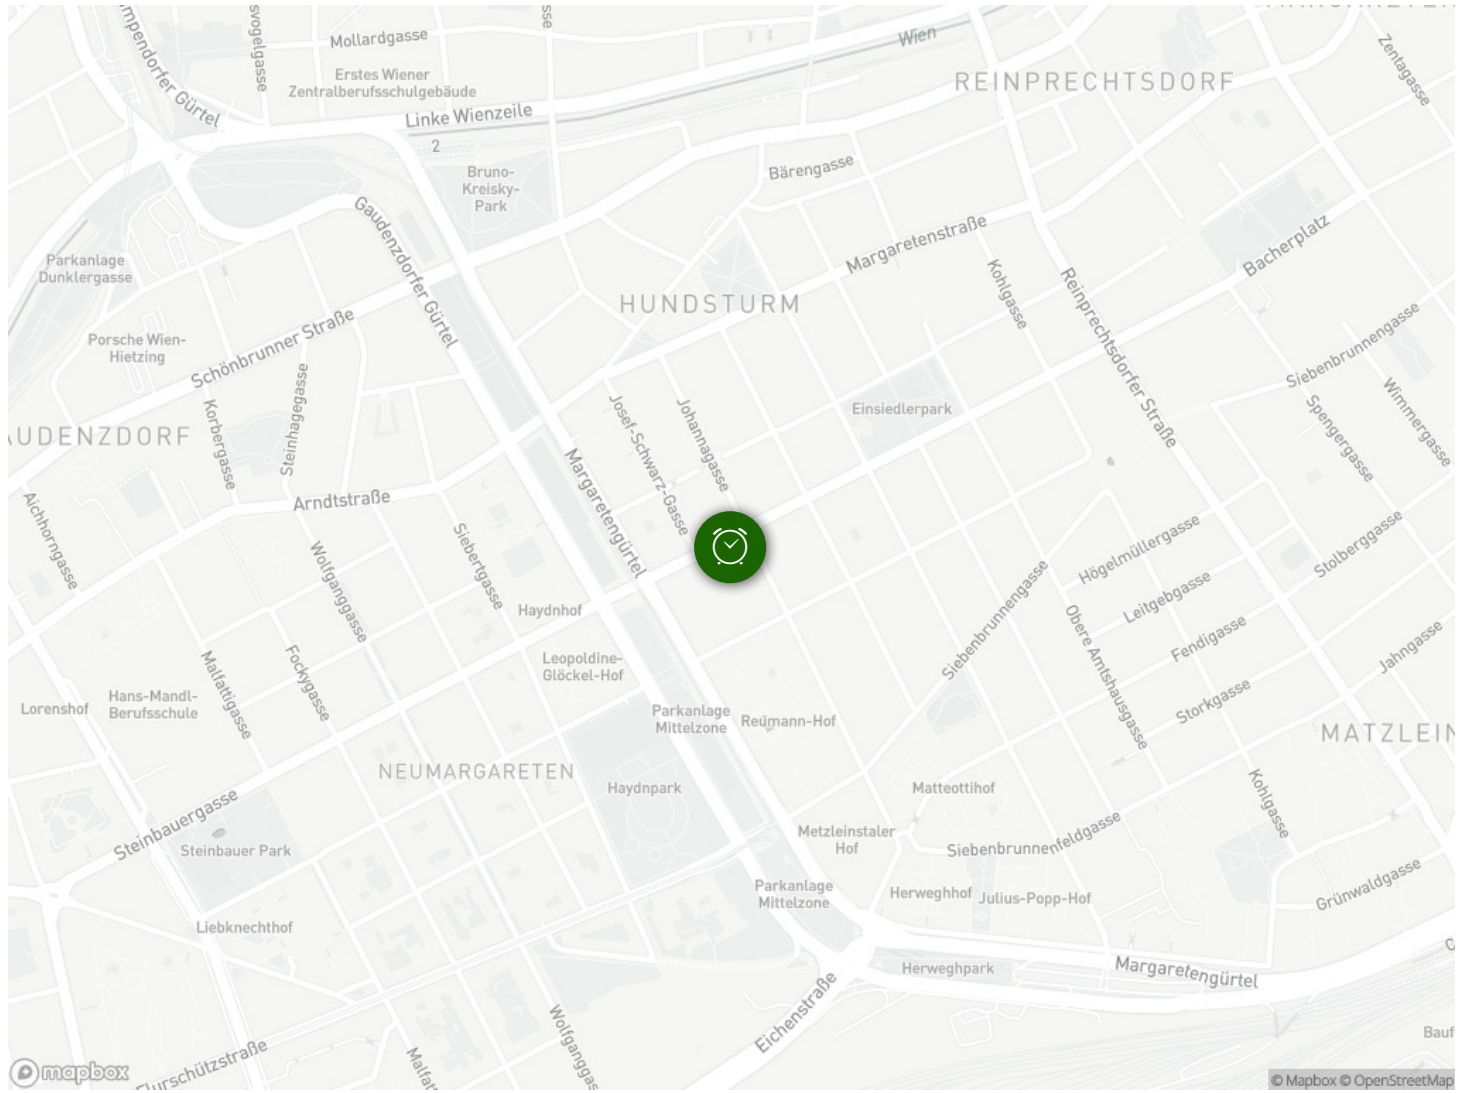 Mollardgasse
Erstes Wiener
Zentralberufsschulgebäude
Linke Wienzeile
2
Wien
REINPRECHTSDORF
Zentagasse
Bruno-
Kreisky-
Park
Bärengasse
Gaudenzdorfer Gürtel
Margaretenstraße
Bacherplatz
Parkanlage
Dunklergasse
HUNDSTURM
Kohlgasse
Reinprechtsdorfer Straße
Porsche Wien-
Hietzing
Schönbrunner Straße
Siebenbrunnengasse
Korbergasse
Steinhagegasse
Josef-Schwarz-Gasse
Johannagasse
Einsiedlerpark
Spengergasse
Wimmergasse
Margaretengürtel
Aichhorngasse
Arndtstraße
Siebertgasse
Wolfganggasse
Högelmüllergasse
Stolberggasse
Haydnhof
Siebenbrunnengasse
Leitgebgasse
Obere Amtshausgasse
Fendigasse
Jahngasse
Leopoldine-
Glöckel-Hof
Malfattigasse
Fockygasse
Hans-Mandl-
Berufsschule
Lorenshof
Storkgasse
Parkanlage
Mittelzone
Reumann-Hof
NEUMARGARETEN
Haydnpark
Matteottihof
Kohlgasse
Steinbauergasse
Steinbauer Park
Metzleinstaler
Hof
Siebenbrunnenfeldgasse
Parkanlage
Mittelzone
Herweghhof
Julius-Popp-Hof
Grünwaldgasse
Liebknechthof
Herweghpark
Margaretengürtel
Eichenstraße
mapbox
© Mapbox © OpenStreetMap